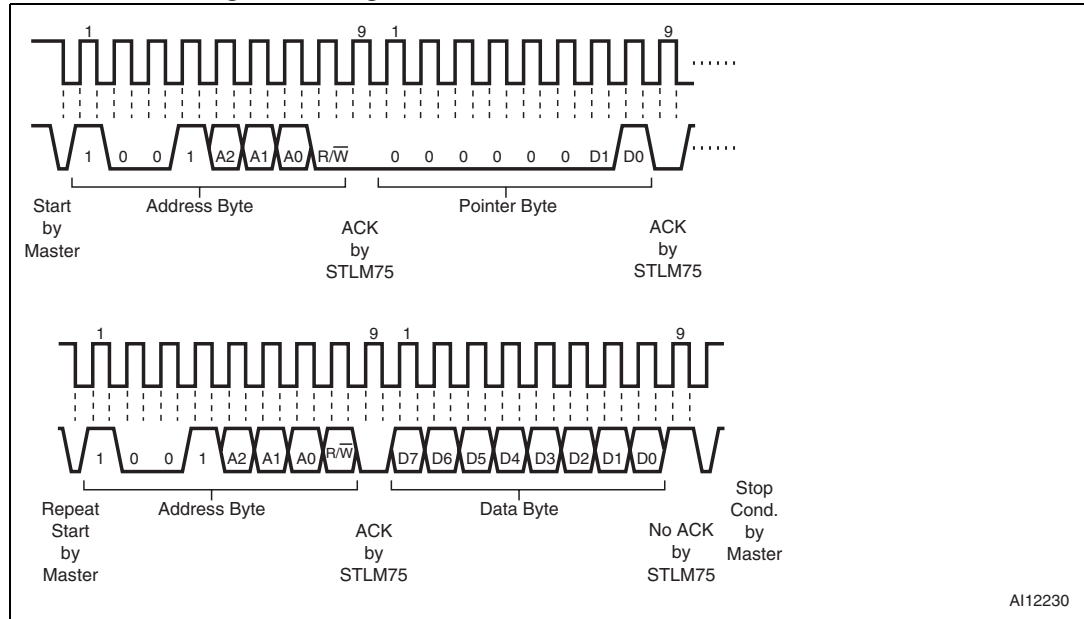 1 9 1 9
1 0 0 1 A2 A1 A0 R/W 0 0 0 0 0 0 D1 D0
Address Byte Pointer Byte
Start
by
Master
ACK
by
STLM75
ACK
by
STLM75
1 9 1 9
1 0 0 1 A2 A1 A0 R/W D7 D6 D5 D4 D3 D2 D1 D0
Address Byte Data Byte
Repeat
Start
by
Master
ACK
by
STLM75
No ACK
by
STLM75
Stop
Cond.
by
Master
AI12230